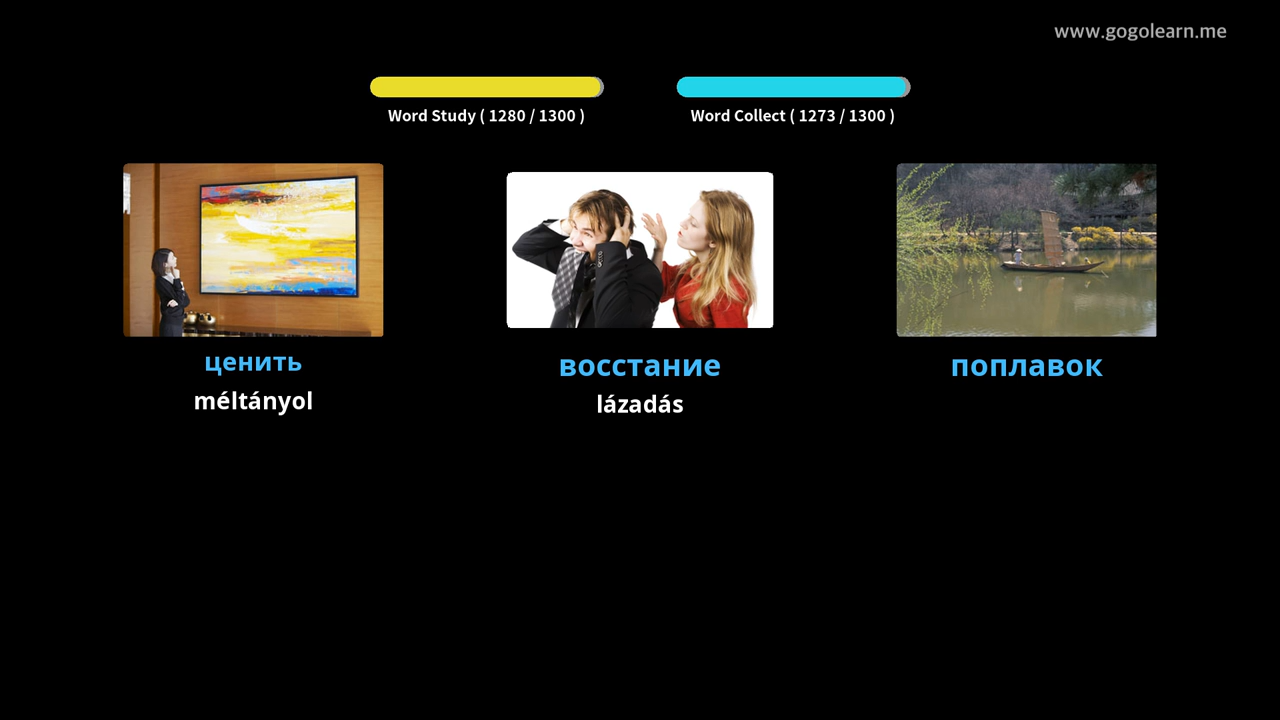 www.gogolearn.me
Word Study ( 1280 / 1300 )
Word Collect ( 1273 / 1300 )
ценить
méltányol
восстание
lázadás
поплавок